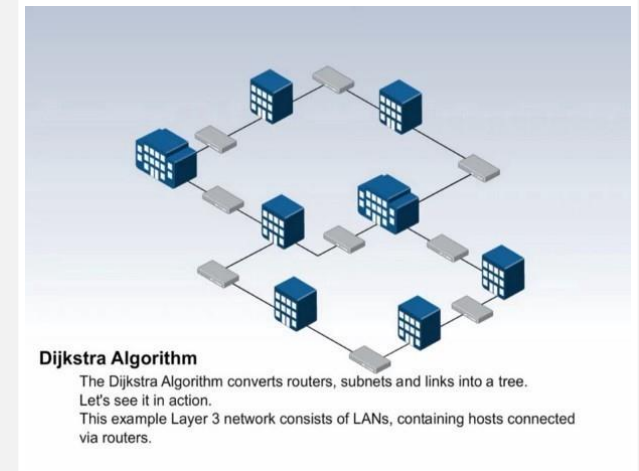 Dijkstra Algorithm
The Dijkstra Algorithm converts routers, subnets and links into a tree.
Let's see it in action.
This example Layer 3 network consists of LANs, containing hosts connected
via routers.